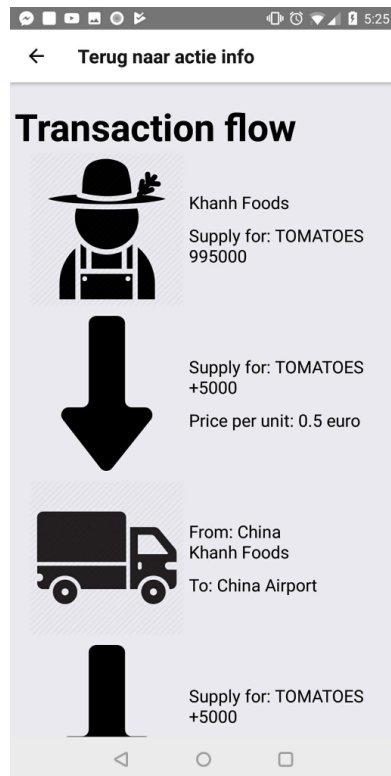 5:25
Terug naar actie info
Transaction flow
Khanh Foods
Supply for: TOMATOES
995000
Supply for: TOMATOES
+5000
Price per unit: 0.5 euro
From: China
Khanh Foods
To: China Airport
Supply for: TOMATOES
+5000